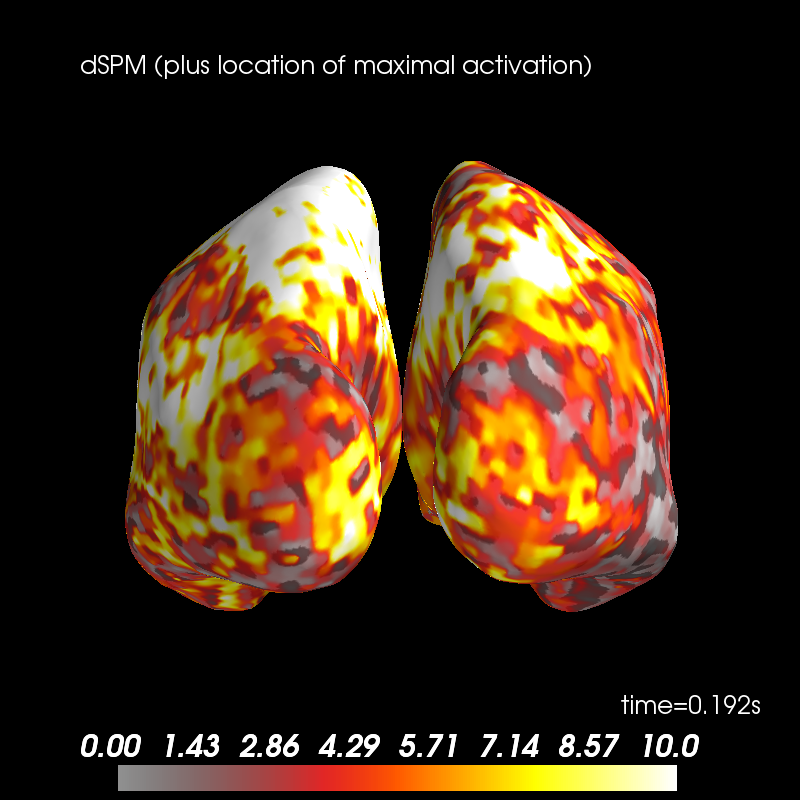 dSPM (plus location of maximal activation)
time=0.192s
0.00 1.43 2.86 4.29 5.71 7.14 8.57 10.0